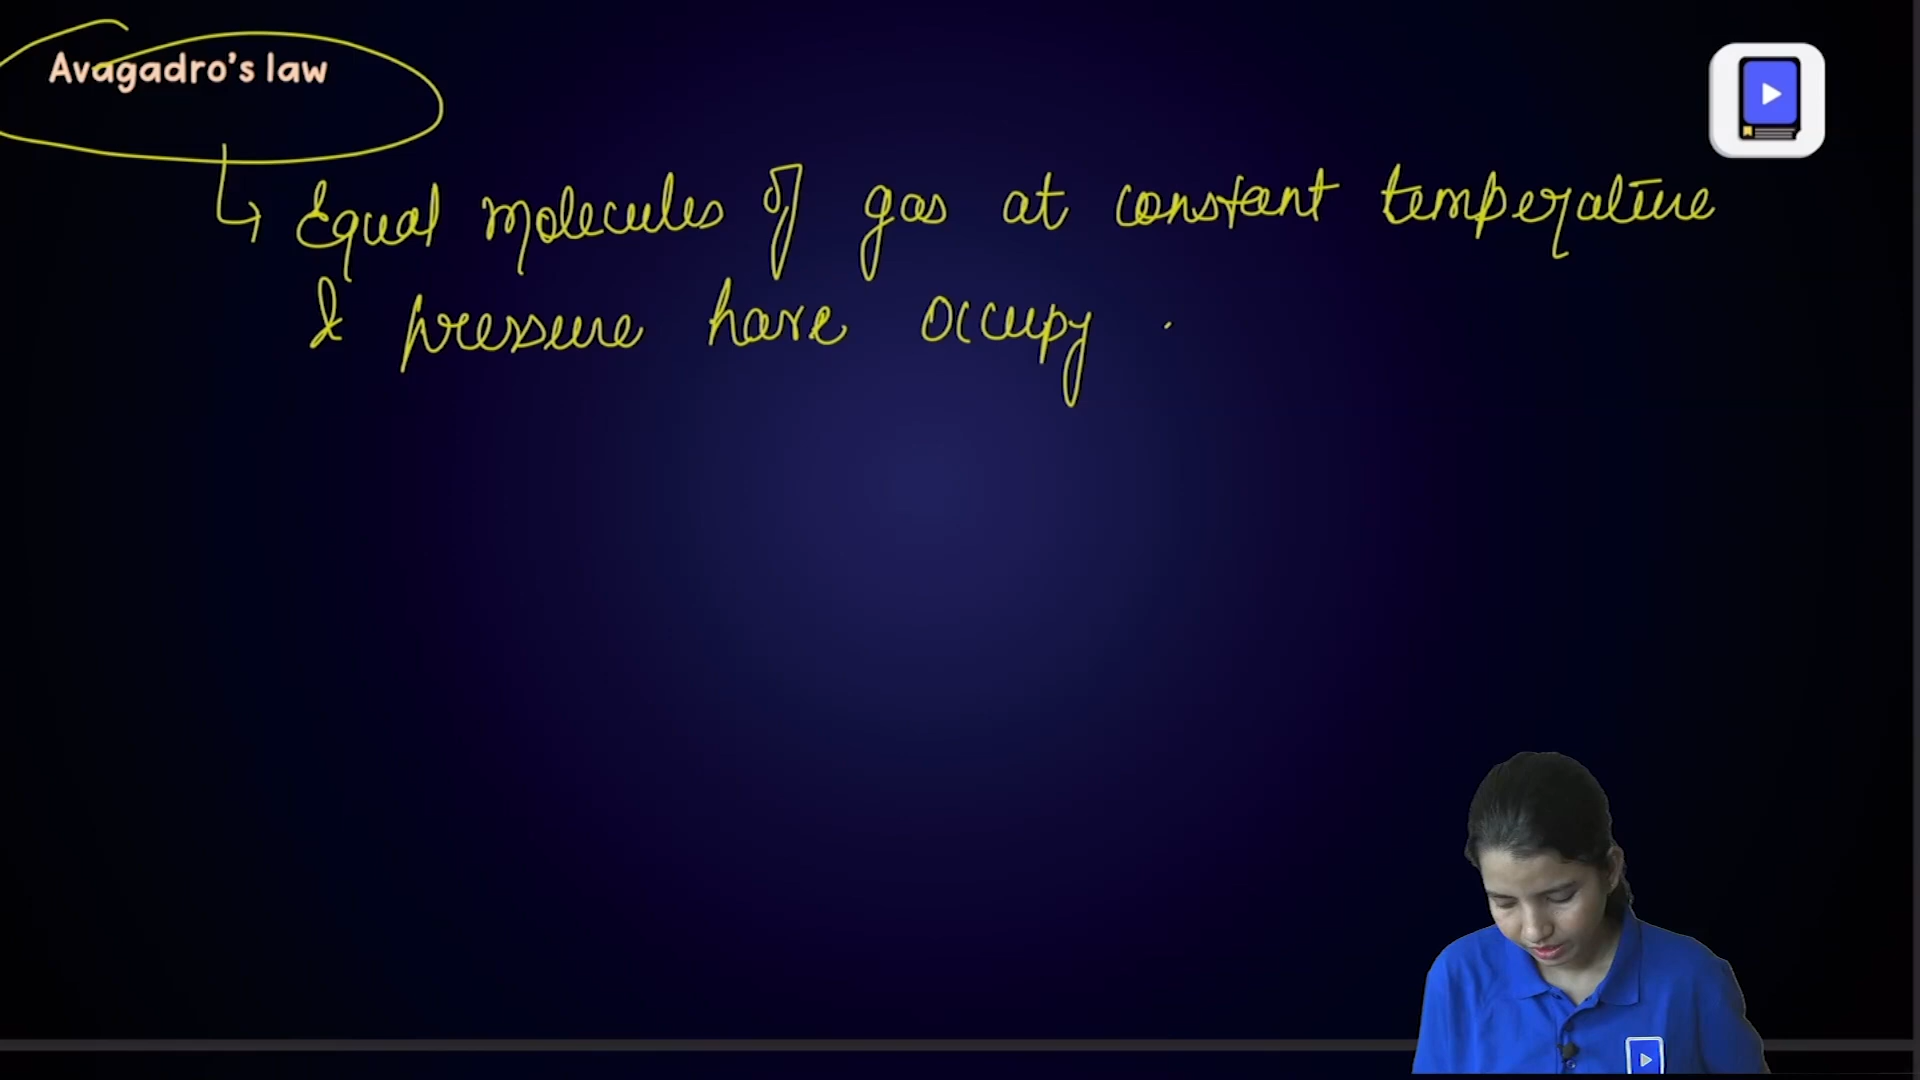 Avagadro's law
Equal molecules of gas at constant temperature
& pressure have occupy